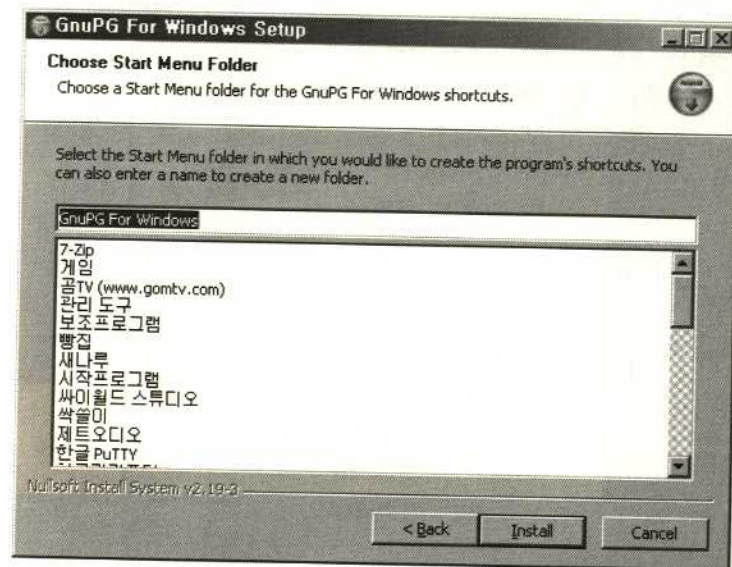 GnuPG For Windows Setup
Choose Start Menu Folder
Choose a Start Menu folder for the GnuPG For Windows shortcuts.
Select the Start Menu folder in which you would like to create the program's shortcuts. You
can also enter a name to create a new folder.
GnuPG For Windows
7-Zip
게임
곰TV (www.gomtv.com)
관리 도구
보조프로그램
빵집
새나루
시작프로그램
싸이월드 스튜디오
싹쓸이
제트오디오
한글 PuTTY
Nullsoft Install System v2.19-3
< Back
Install
Cancel